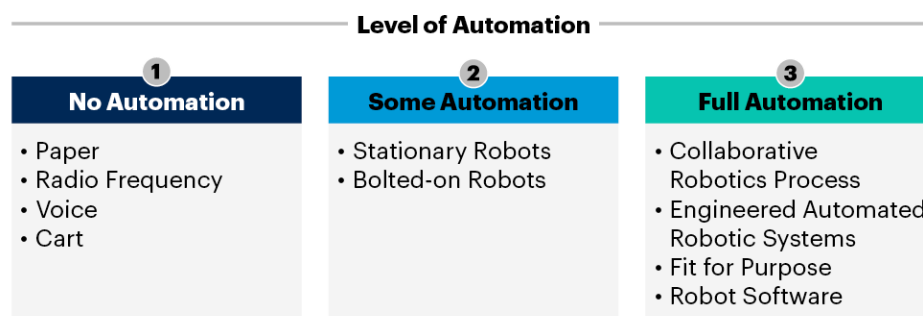 Level of Automation
1
No Automation
• Paper
• Radio Frequency
• Voice
• Cart
2
Some Automation
• Stationary Robots
• Bolted-on Robots
3
Full Automation
• Collaborative
Robotics Process
• Engineered Automated
Robotic Systems
• Fit for Purpose
• Robot Software